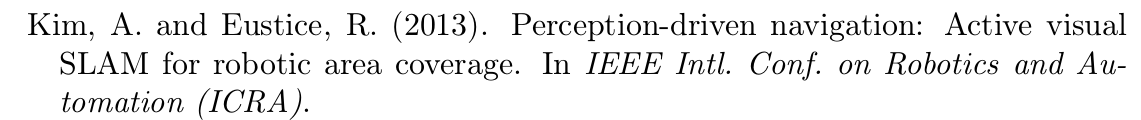 Kim, A. and Eustice, R. (2013). Perception-driven navigation: Active visual
SLAM for robotic area coverage. In IEEE Intl. Conf. on Robotics and Au-
tomation (ICRA).